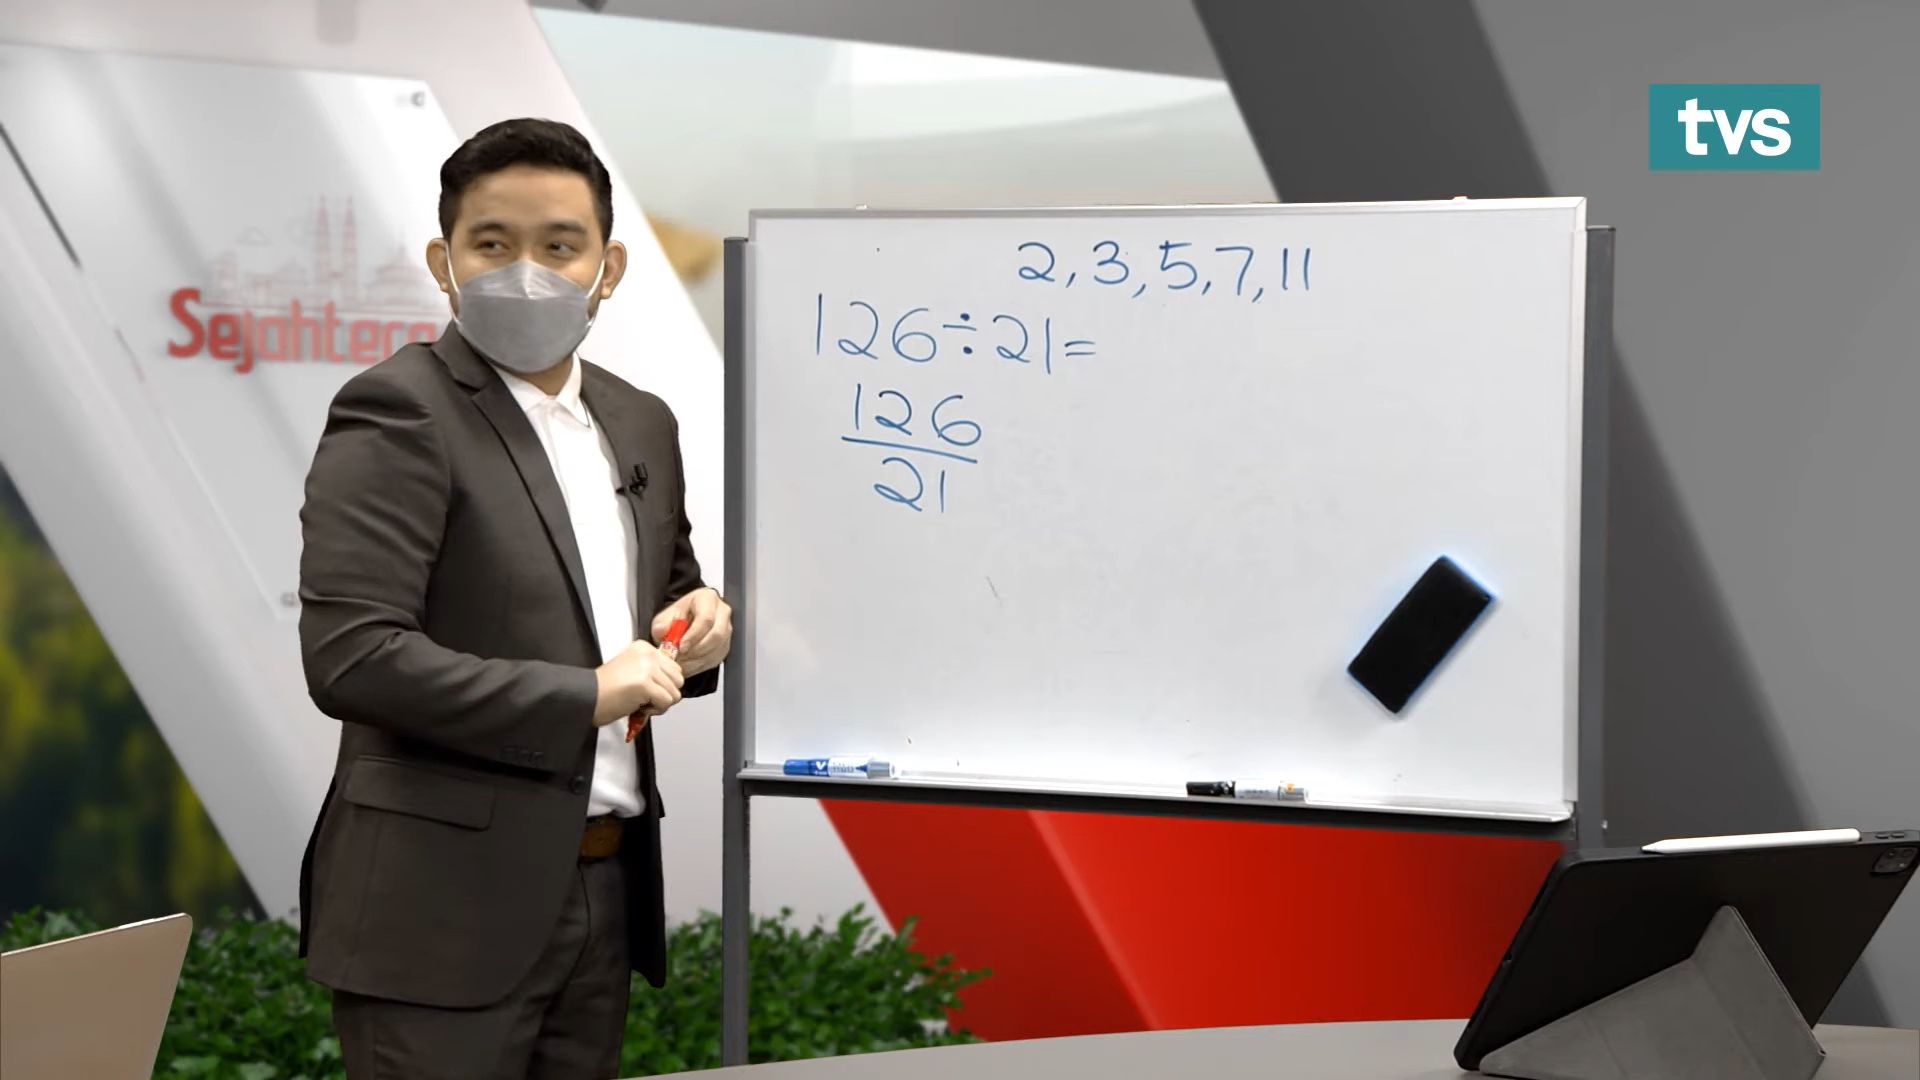 tvs
Sejahtera
2, 3, 5, 7, 11
126÷21=
126
21